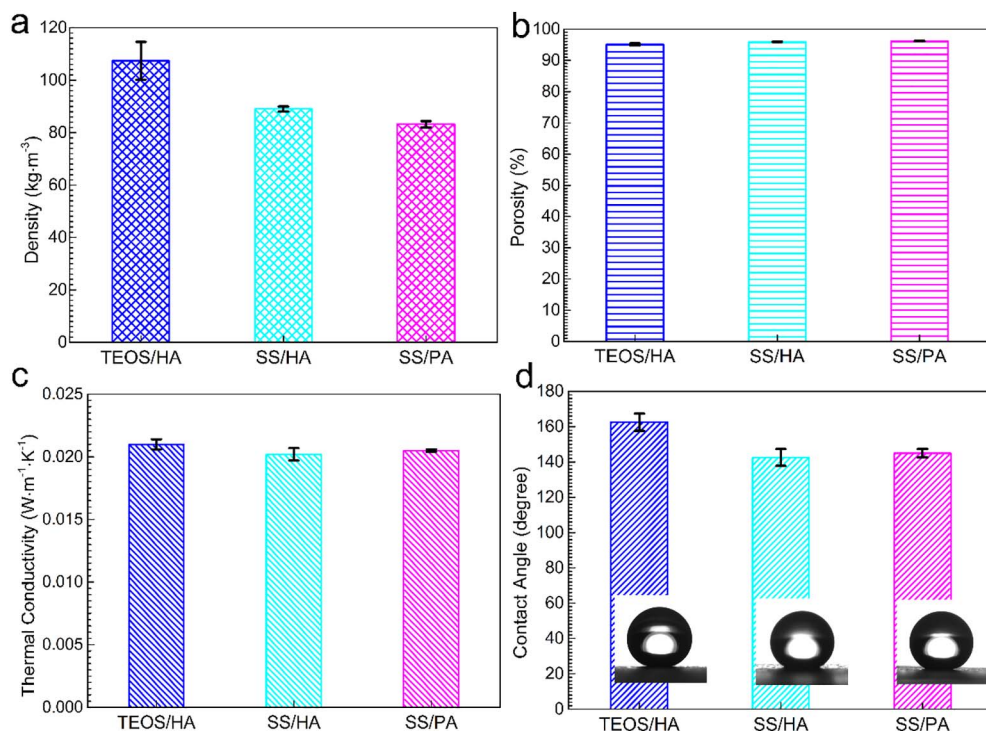 a
Density (kg·m⁻³)
120
100
80
60
40
20
0
TEOS/HA SS/HA SS/PA
b
Porosity (%)
100
90
80
70
60
50
40
30
20
10
0
TEOS/HA SS/HA SS/PA
c
Thermal Conductivity (W·m⁻¹·K⁻¹)
0.025
0.020
0.015
0.010
0.005
0.000
TEOS/HA SS/HA SS/PA
d
Contact Angle (degree)
180
160
140
120
100
80
60
40
20
0
TEOS/HA SS/HA SS/PA